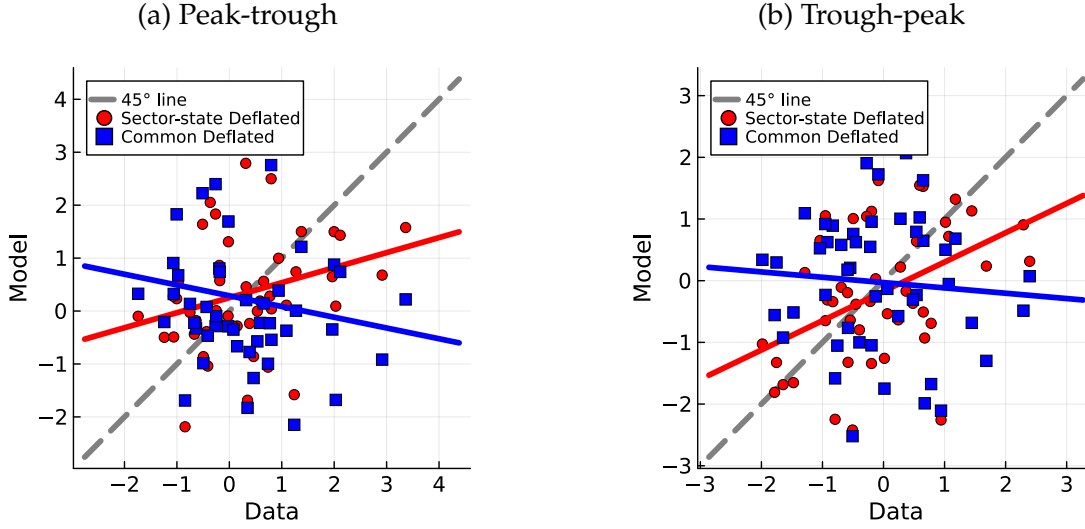 (a) Peak-trough
45° line
Sector-state Deflated
Common Deflated
4
3
2
1
0
−1
−2
−2 −1 0 1 2 3 4
Model
Data
(b) Trough-peak
45° line
Sector-state Deflated
Common Deflated
3
2
1
0
−1
−2
−3
−3 −2 −1 0 1 2 3
Model
Data